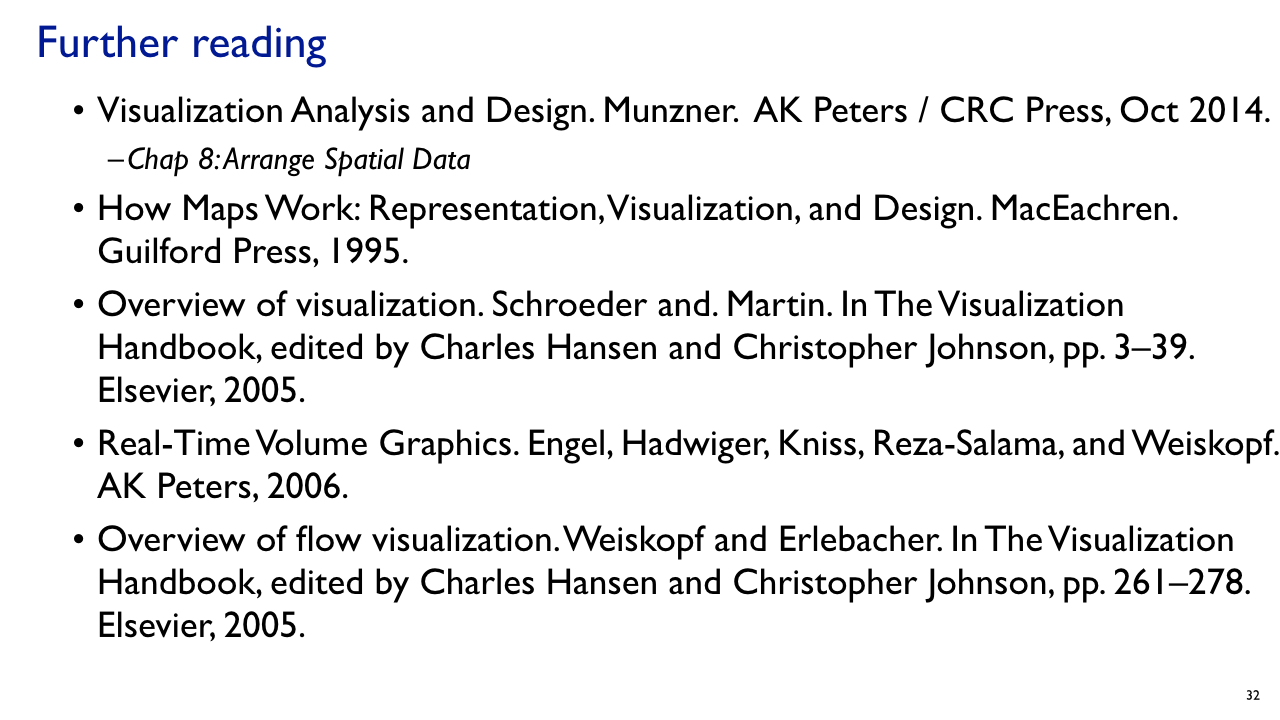 Further reading
• Visualization Analysis and Design. Munzner. AK Peters / CRC Press, Oct 2014.
–Chap 8: Arrange Spatial Data
• How Maps Work: Representation, Visualization, and Design. MacEachren.
Guilford Press, 1995.
• Overview of visualization. Schroeder and. Martin. In The Visualization
Handbook, edited by Charles Hansen and Christopher Johnson, pp. 3–39.
Elsevier, 2005.
• Real-Time Volume Graphics. Engel, Hadwiger, Kniss, Reza-Salama, and Weiskopf.
AK Peters, 2006.
• Overview of flow visualization. Weiskopf and Erlebacher. In The Visualization
Handbook, edited by Charles Hansen and Christopher Johnson, pp. 261–278.
Elsevier, 2005.
32